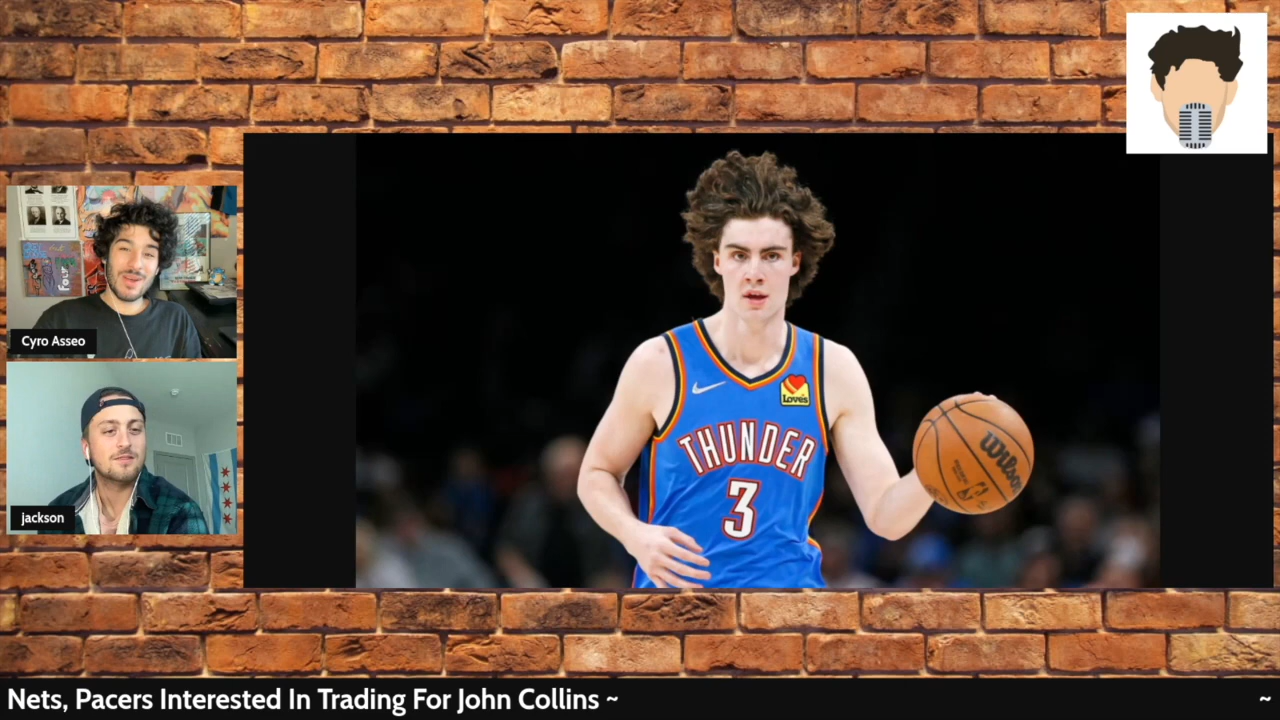 Cyro Asseo
jackson
Love's
THUNDER
3
Wilson
Nets, Pacers Interested In Trading For John Collins ~
~